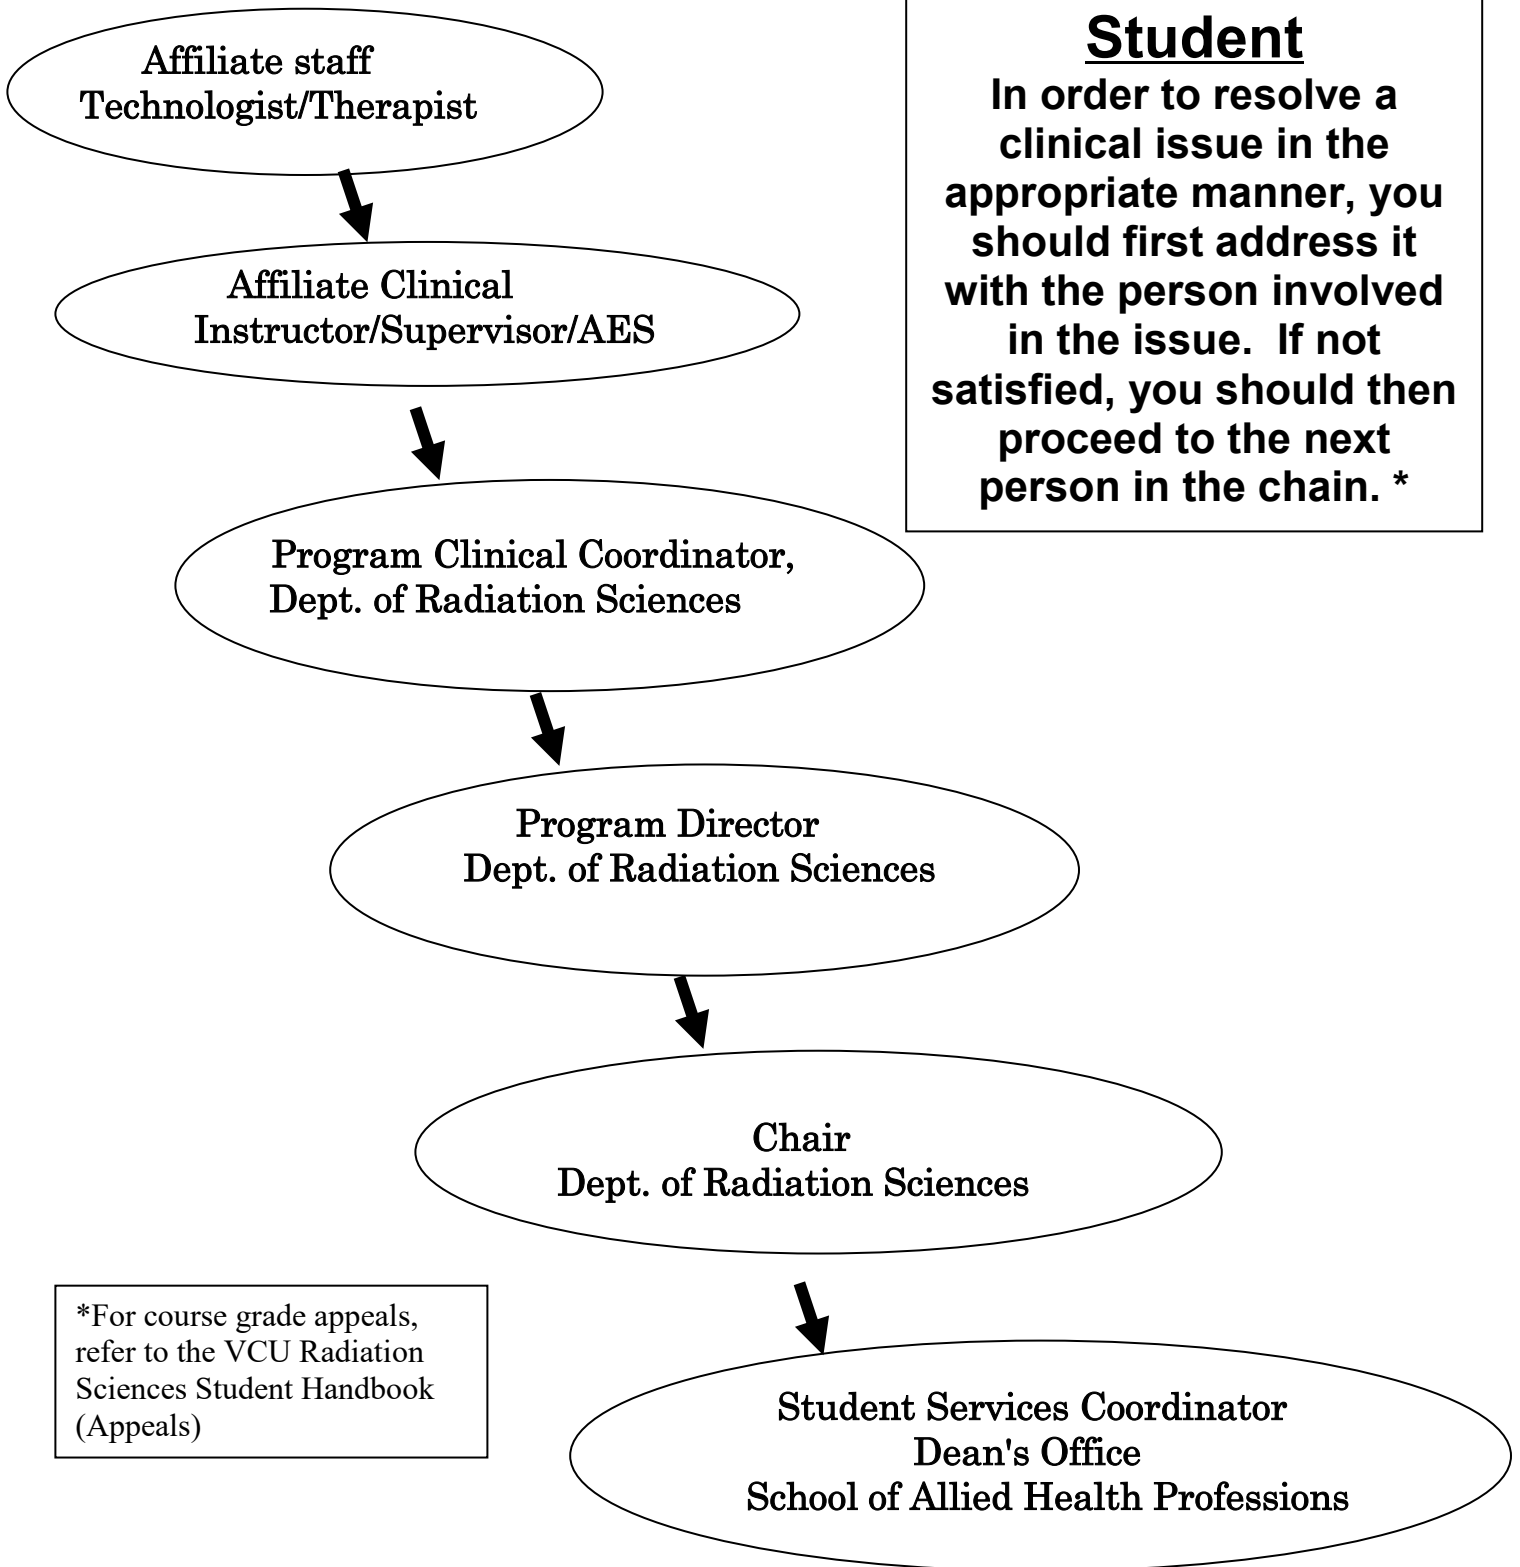 Affiliate staff
Technologist/Therapist
Student
In order to resolve a
clinical issue in the
appropriate manner, you
should first address it
with the person involved
in the issue.  If not
satisfied, you should then
proceed to the next
person in the chain. *
Affiliate Clinical
Instructor/Supervisor/AES
Program Clinical Coordinator,
Dept. of Radiation Sciences
Program Director
Dept. of Radiation Sciences
Chair
Dept. of Radiation Sciences
*For course grade appeals,
refer to the VCU Radiation
Sciences Student Handbook
(Appeals)
Student Services Coordinator
Dean's Office
School of Allied Health Professions